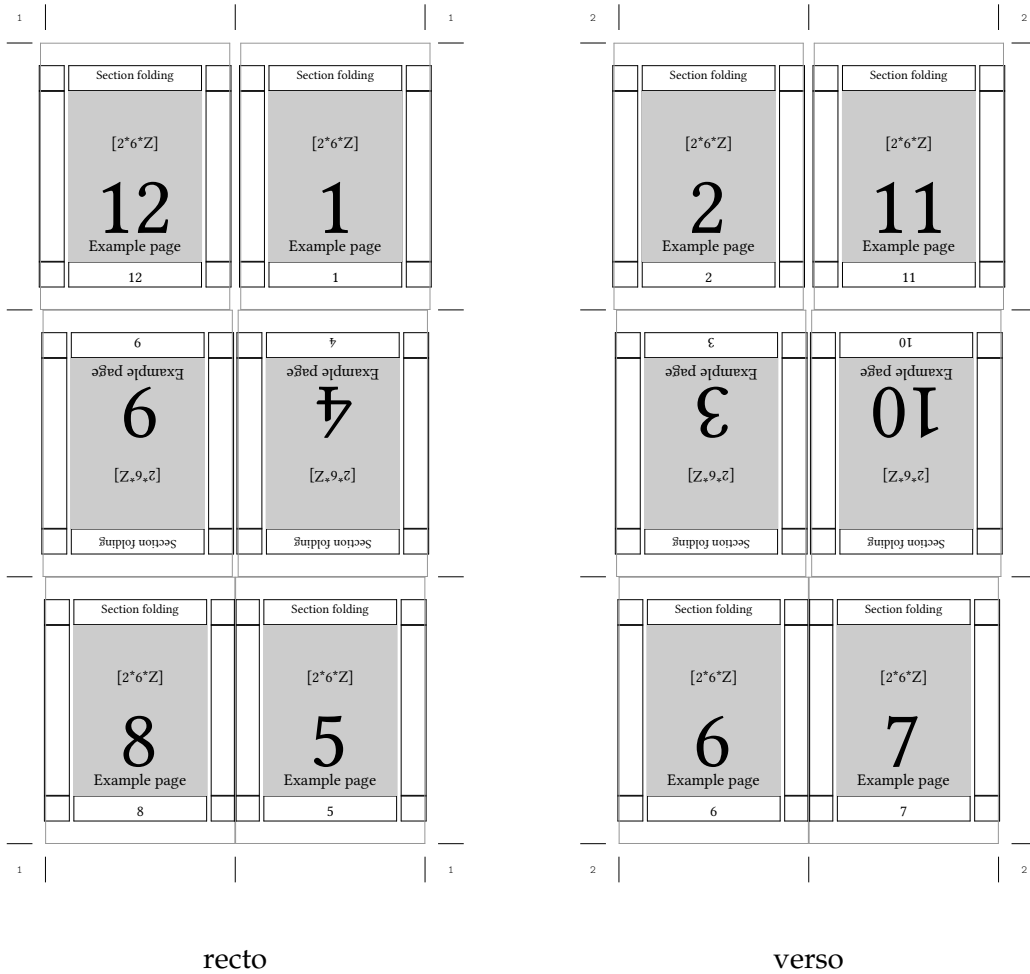 1 1 2 2
Section folding Section folding Section folding Section folding
[2*6*Z] [2*6*Z] [2*6*Z] [2*6*Z]
12 1 2 11
Example page Example page Example page Example page
12 1 2 11
9 4 3 10
Example page Example page Example page Example page
9 4 3 10
[2*6*Z] [2*6*Z] [2*6*Z] [2*6*Z]
Section folding Section folding Section folding Section folding
Section folding Section folding Section folding Section folding
[2*6*Z] [2*6*Z] [2*6*Z] [2*6*Z]
8 5 6 7
Example page Example page Example page Example page
8 5 6 7
1 1 2 2
recto verso